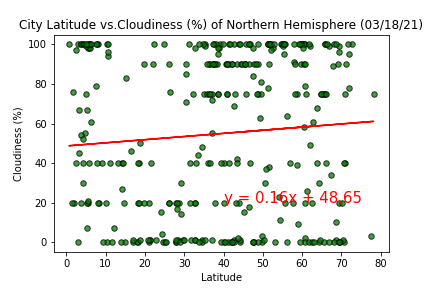 City Latitude vs.Cloudiness (%) of Northern Hemisphere (03/18/21)
100
80
60
40
20
0
Cloudiness (%)
y = 0.16x + 48.65
0 10 20 30 40 50 60 70 80
Latitude